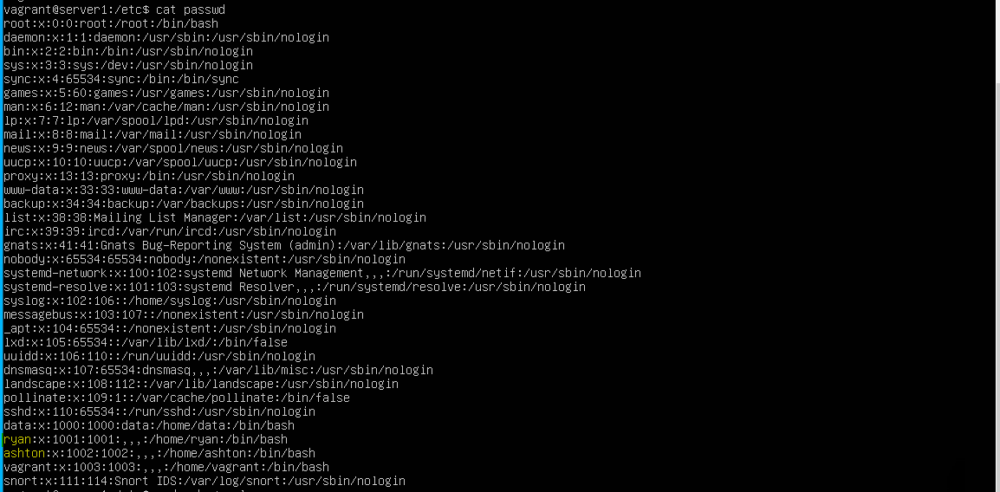 vagrant@server1:/etc$ cat passwd
root:x:0:0:root:/root:/bin/bash
daemon:x:1:1:daemon:/usr/sbin:/usr/sbin/nologin
bin:x:2:2:bin:/bin:/usr/sbin/nologin
sys:x:3:3:sys:/dev:/usr/sbin/nologin
sync:x:4:65534:sync:/bin:/bin/sync
games:x:5:60:games:/usr/games:/usr/sbin/nologin
man:x:6:12:man:/var/cache/man:/usr/sbin/nologin
lp:x:7:7:lp:/var/spool/lpd:/usr/sbin/nologin
mail:x:8:8:mail:/var/mail:/usr/sbin/nologin
news:x:9:9:news:/var/spool/news:/usr/sbin/nologin
uucp:x:10:10:uucp:/var/spool/uucp:/usr/sbin/nologin
proxy:x:13:13:proxy:/bin:/usr/sbin/nologin
www-data:x:33:33:www-data:/var/www:/usr/sbin/nologin
backup:x:34:34:backup:/var/backups:/usr/sbin/nologin
list:x:38:38:Mailing List Manager:/var/list:/usr/sbin/nologin
irc:x:39:39:ircd:/var/run/ircd:/usr/sbin/nologin
gnats:x:41:41:Gnats Bug-Reporting System (admin):/var/lib/gnats:/usr/sbin/nologin
nobody:x:65534:65534:nobody:/nonexistent:/usr/sbin/nologin
systemd-network:x:100:102:systemd Network Management,,,:/run/systemd/netif:/usr/sbin/nologin
systemd-resolve:x:101:103:systemd Resolver,,,:/run/systemd/resolve:/usr/sbin/nologin
syslog:x:102:106::/home/syslog:/usr/sbin/nologin
messagebus:x:103:107::/nonexistent:/usr/sbin/nologin
_apt:x:104:65534::/nonexistent:/usr/sbin/nologin
lxd:x:105:65534::/var/lib/lxd/:/bin/false
uuidd:x:106:110::/run/uuidd:/usr/sbin/nologin
dnsmasq:x:107:65534:dnsmasq,,,:/var/lib/misc:/usr/sbin/nologin
landscape:x:108:112::/var/lib/landscape:/usr/sbin/nologin
pollinate:x:109:1::/var/cache/pollinate:/bin/false
sshd:x:110:65534::/run/sshd:/usr/sbin/nologin
data:x:1000:1000:data:/home/data:/bin/bash
ryan:x:1001:1001:,,,:/home/ryan:/bin/bash
ashton:x:1002:1002:,,,:/home/ashton:/bin/bash
vagrant:x:1003:1003:,,,:/home/vagrant:/bin/bash
snort:x:111:114:Snort IDS:/var/log/snort:/usr/sbin/nologin